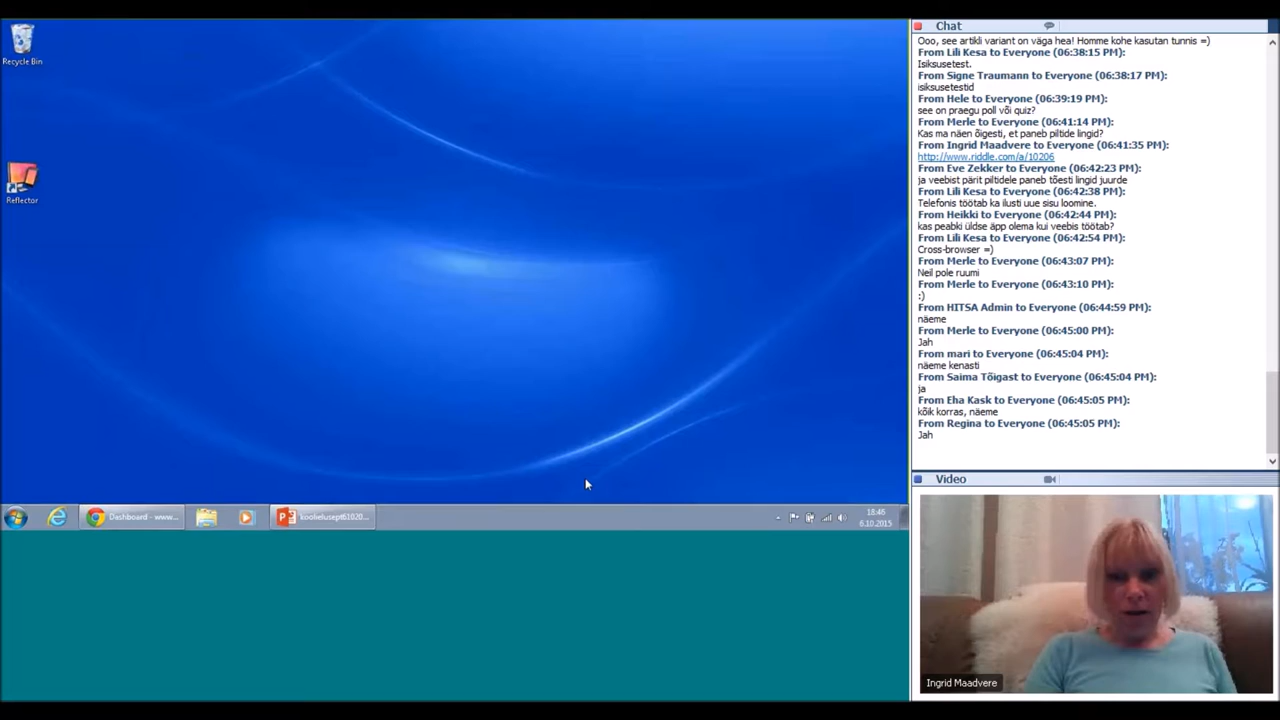 Recycle Bin
Reflector
Dashboard - www...
koolielusept61020...
18:46
6.10.2015
Chat
Ooo, see artikli variant on väga hea! Homme kohe kasutan tunnis =)
From Lili Kesa to Everyone (06:38:15 PM):
Isiksusetest.
From Signe Traumann to Everyone (06:38:17 PM):
isiksusetestid
From Hele to Everyone (06:39:19 PM):
see on praegu poll või quiz?
From Merle to Everyone (06:41:14 PM):
Kas ma näen õigesti, et paneb piltide lingid?
From Ingrid Maadvere to Everyone (06:41:35 PM):
http://www.riddle.com/a/10206
From Eve Zekker to Everyone (06:42:23 PM):
ja veebist pärit piltidele paneb tõesti lingid juurde
From Lili Kesa to Everyone (06:42:38 PM):
Telefonis töötab ka ilusti uue sisu loomine.
From Heikki to Everyone (06:42:44 PM):
kas peabki üldse äpp olema kui veebis töötab?
From Lili Kesa to Everyone (06:42:54 PM):
Cross-browser =)
From Merle to Everyone (06:43:07 PM):
Neil pole ruumi
From Merle to Everyone (06:43:10 PM):
:)
From HITSA Admin to Everyone (06:44:59 PM):
näeme
From Merle to Everyone (06:45:00 PM):
Jah
From mari to Everyone (06:45:04 PM):
näeme kenasti
From Saima Tõigast to Everyone (06:45:04 PM):
ja
From Eha Kask to Everyone (06:45:05 PM):
kõik korras, näeme
From Regina to Everyone (06:45:05 PM):
Jah
Video
Ingrid Maadvere